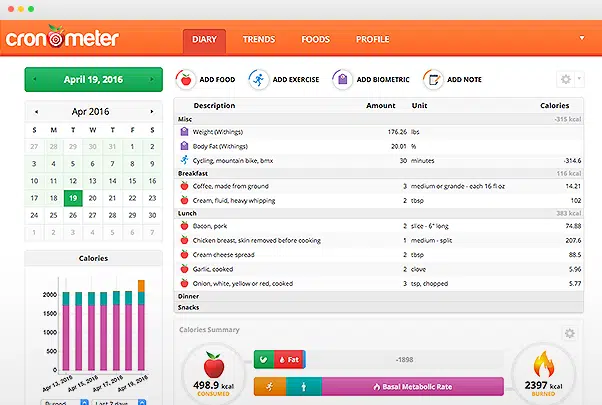 cronometer
DIARY
TRENDS
FOODS
PROFILE
April 19, 2016
ADD FOOD
ADD EXERCISE
ADD BIOMETRIC
ADD NOTE
Apr 2016
S M T W T F S
27 28 29 30 31 1 2
3 4 5 6 7 8 9
10 11 12 13 14 15 16
17 18 19 20 21 22 23
24 25 26 27 28 29 30
1 2 3 4 5 6 7
Description Amount Unit Calories
Misc -315 kcal
Weight (Withings) 176.26 lbs
Body Fat (Withings) 20.01 %
Cycling, mountain bike, bmx 30 minutes -314.6
Breakfast 116 kcal
Coffee, made from ground 3 medium or grande - each 16 fl oz 14.21
Cream, fluid, heavy whipping 2 tbsp 102
Lunch 383 kcal
Bacon, pork 2 slice - 6" long 74.88
Chicken breast, skin removed before cooking 1 medium - split 207.6
Cream cheese spread 2 tbsp 88.5
Garlic, cooked 2 clove 5.96
Onion, white, yellow or red, cooked 3 tsp, chopped 5.77
Dinner
Snacks
Calories
2000
1500
1000
500
0
Apr 13, 2016
Apr 15, 2016
Apr 17, 2016
Apr 19, 2016
Burned
Last 7 days
Calories Summary
498.9 kcal
CONSUMED
Fat
-1898
Basal Metabolic Rate
2397 kcal
BURNED